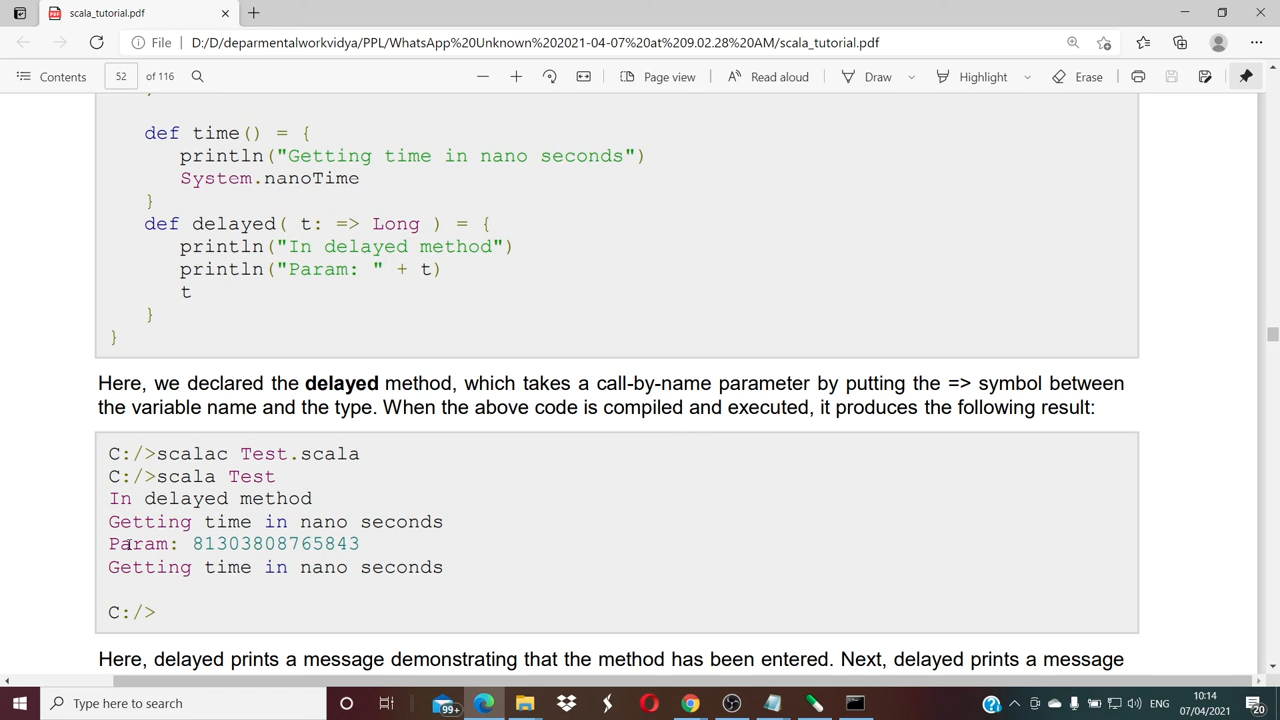 scala_tutorial.pdf
File D:/D/deparmentalworkvidya/PPL/WhatsApp%20Unknown%202021-04-07%20at%209.02.28%20AM/scala_tutorial.pdf
Contents 52 of 116 Page view Read aloud Draw Highlight Erase
}
def time() = {
println("Getting time in nano seconds")
System.nanoTime
}
def delayed( t: => Long ) = {
println("In delayed method")
println("Param: " + t)
t
}
}
Here, we declared the delayed method, which takes a call-by-name parameter by putting the => symbol between
the variable name and the type. When the above code is compiled and executed, it produces the following result:
C:/>scalac Test.scala
C:/>scala Test
In delayed method
Getting time in nano seconds
Param: 81303808765843
Getting time in nano seconds
C:/>
Here, delayed prints a message demonstrating that the method has been entered. Next, delayed prints a message
Type here to search
99+
10:14
07/04/2021
20